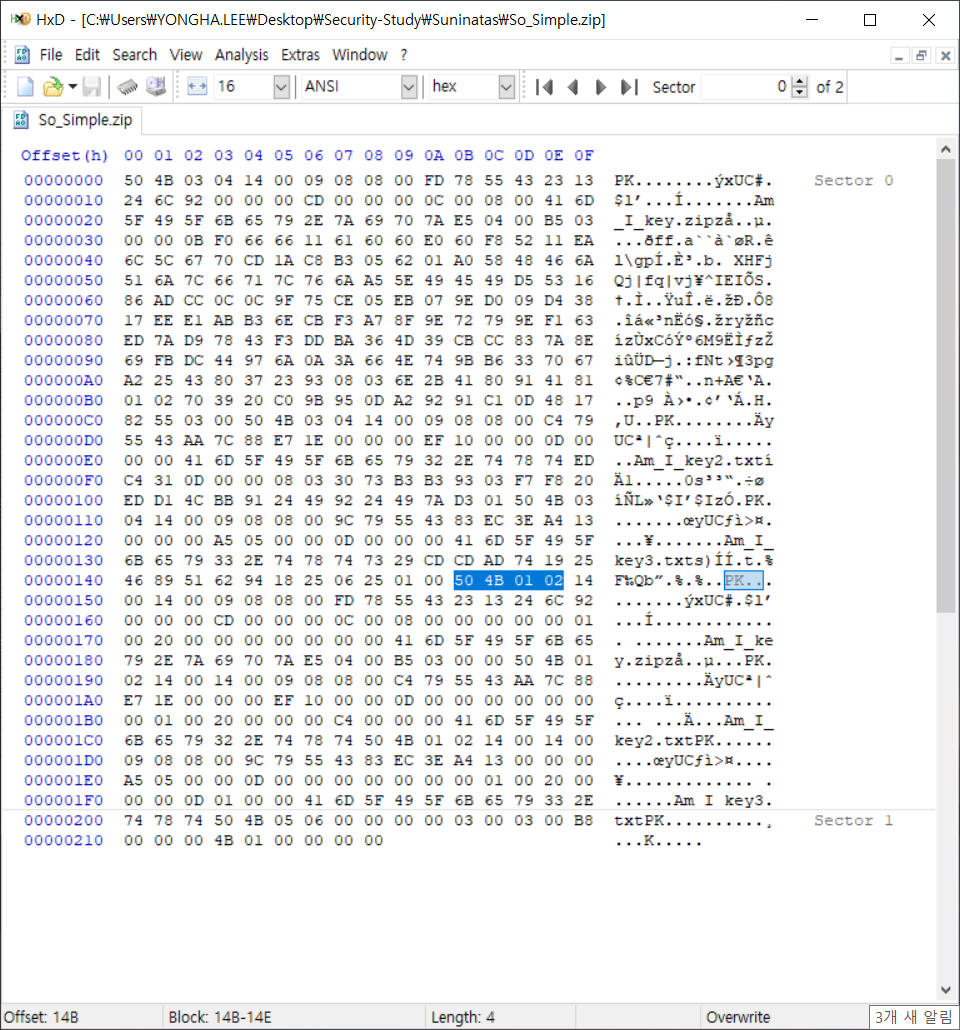 HxD - [C:₩Users₩YONGHA.LEE₩Desktop₩Security-Study₩Suninatas₩So_Simple.zip]
File Edit Search View Analysis Extras Window ?
16 ANSI hex Sector 0 of 2
So_Simple.zip
Offset(h) 00 01 02 03 04 05 06 07 08 09 0A 0B 0C 0D 0E 0F
00000000 50 4B 03 04 14 00 09 08 08 00 FD 78 55 43 23 13 PK........ýxUC#. Sector 0
00000010 24 6C 92 00 00 00 00 CD 00 00 00 0C 00 08 00 41 6D $l’...Í.......Am
00000020 5F 49 5F 6B 65 79 2E 7A 69 70 7A E5 04 00 B5 03 _I_key.zipzå..µ.
00000030 00 00 0B F0 66 66 11 61 60 60 E0 60 F8 52 11 EA ...ðff.a``à`øR.ê
00000040 6C 5C 67 70 CD 1A C8 B3 05 62 01 A0 58 48 46 6A l\gpÍ.È³.b. XHFj
00000050 51 6A 7C 66 71 7C 76 6A A5 5E 49 45 49 D5 53 16 Qj|fq|vj¥^IEIÕS.
00000060 86 AD CC 0C 0C 9F 75 CE 05 EB 07 9E D0 09 D4 38 †.Ì..ŸuÎ.ë.žÐ.Ô8
00000070 17 EE E1 AB B3 6E CB F3 A7 8F 9E 72 79 9E F1 63 .îá«³nËó§.žryžñc
00000080 ED 7A D9 78 43 F3 DD BA 36 4D 39 CB CC 83 7A 8E ízÙxCóÝº6M9ËÌƒzŽ
00000090 69 FB DC 44 97 6A 0A 3A 66 4E 74 9B B6 33 70 67 iûÜD—j.:fNt›¶3pg
000000A0 A2 25 43 80 37 23 93 08 03 6E 2B 41 80 91 41 81 ¢%C€7#“..n+A€‘A.
000000B0 01 02 70 39 20 C0 9B 95 0D A2 92 91 C1 0D 48 17 ..p9 À›•.¢’‘Á.H.
000000C0 82 55 03 00 50 4B 03 04 14 00 09 08 08 00 C4 79 ‚U..PK........Äy
000000D0 55 43 AA 7C 88 E7 1E 00 00 00 EF 10 00 00 0D 00 UCª|ˆç....ï.....
000000E0 00 00 41 6D 5F 49 5F 6B 65 79 32 2E 74 78 74 ED ..Am_I_key2.txtí
000000F0 C4 31 0D 00 00 08 03 30 73 B3 B3 93 03 F7 F8 20 Ä1.....0s³³“.÷ø
00000100 ED D1 4C BB 91 24 49 92 24 49 7A D3 01 50 4B 03 íÑL»‘$I’$IzÓ.PK.
00000110 04 14 00 09 08 08 00 9C 79 55 43 83 EC 3E A4 13 .......œyUCƒì>¤.
00000120 00 00 00 A5 05 00 00 0D 00 00 00 41 6D 5F 49 5F ...¥.......Am_I_
00000130 6B 65 79 33 2E 74 78 74 73 29 CD CD AD 74 19 25 key3.txts)ÍÍ.t.%
00000140 46 89 51 62 94 18 25 06 25 01 00 50 4B 01 02 14 F‰Qb”.%.%..PK...
00000150 00 14 00 09 08 08 00 FD 78 55 43 23 13 24 6C 92 .......ýxUC#.$l’
00000160 00 00 00 CD 00 00 00 0C 00 08 00 00 00 00 00 01 ...Í............
00000170 00 20 00 00 00 00 00 00 00 41 6D 5F 49 5F 6B 65 . .......Am_I_ke
00000180 79 2E 7A 69 70 7A E5 04 00 B5 03 00 00 50 4B 01 y.zipzå..µ...PK.
00000190 02 14 00 14 00 09 08 08 00 C4 79 55 43 AA 7C 88 .........ÄyUCª|ˆ
000001A0 E7 1E 00 00 00 EF 10 00 00 0D 00 00 00 00 00 00 ç....ï..........
000001B0 00 01 00 20 00 00 00 C4 00 00 00 41 6D 5F 49 5F ... ...Ä...Am_I_
000001C0 6B 65 79 32 2E 74 78 74 50 4B 01 02 14 00 14 00 key2.txtPK......
000001D0 09 08 08 00 9C 79 55 43 83 EC 3E A4 13 00 00 00 ....œyUCƒì>¤....
000001E0 A5 05 00 00 0D 00 00 00 00 00 00 00 01 00 20 00 ¥............. .
000001F0 00 00 0D 01 00 00 41 6D 5F 49 5F 6B 65 79 33 2E ......Am_I_key3.
00000200 74 78 74 50 4B 05 06 00 00 00 00 03 00 03 00 B8 txtPK..........¸ Sector 1
00000210 00 00 00 4B 01 00 00 00 00 ...K.....
Offset: 14B Block: 14B-14E Length: 4 Overwrite 3개 새 알림